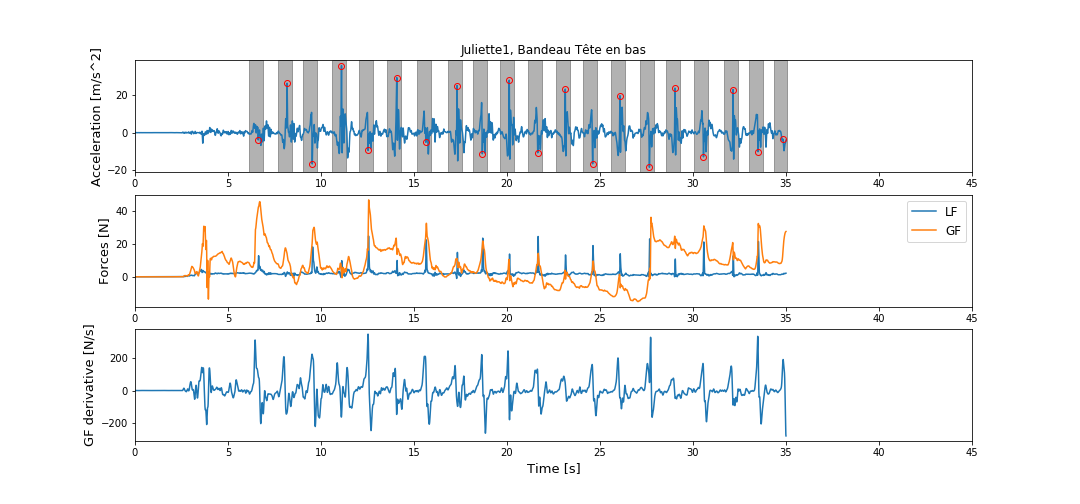 Juliette1, Bandeau Tête en bas
Acceleration [m/s^2]
20
0
−20
0 5 10 15 20 25 30 35 40 45
Forces [N]
40
20
0
LF
GF
0 5 10 15 20 25 30 35 40 45
GF derivative [N/s]
200
0
−200
0 5 10 15 20 25 30 35 40 45
Time [s]